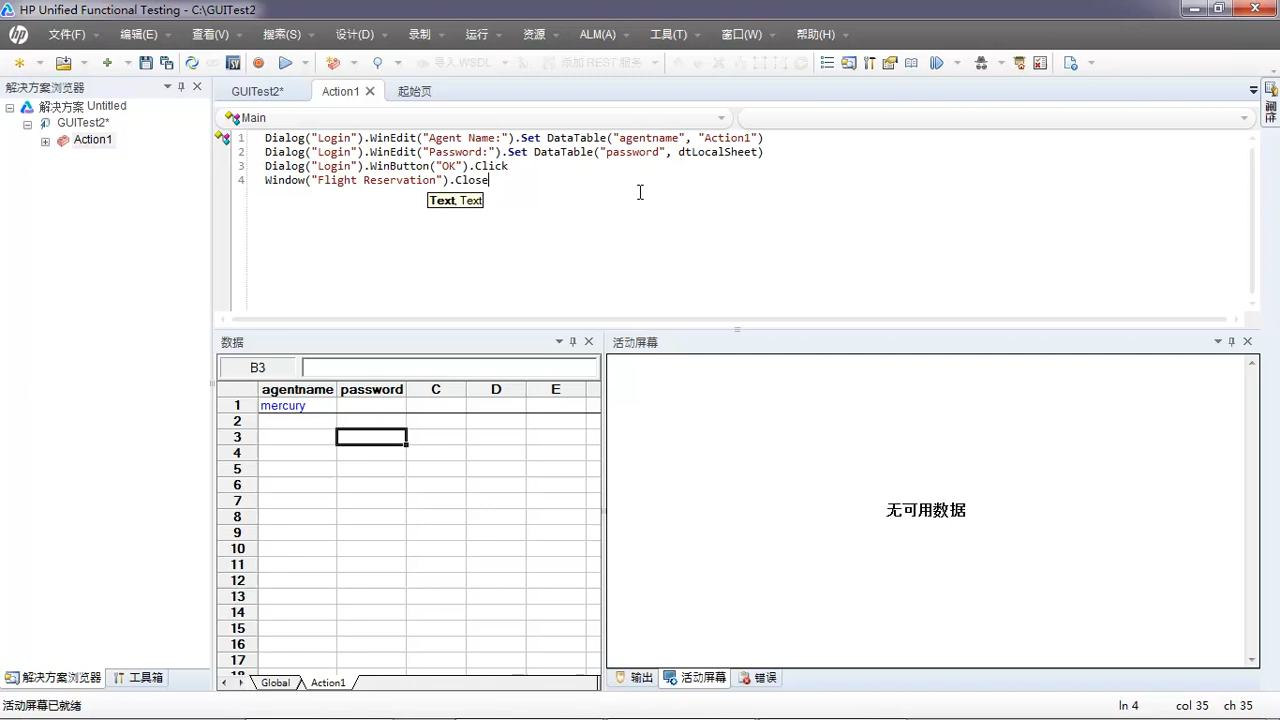 HP Unified Functional Testing - C:\GUITest2
文件(F) 编辑(E) 查看(V) 搜索(S) 设计(D) 录制 运行 资源 ALM(A) 工具(T) 窗口(W) 帮助(H)
导入 WSDL 添加 REST 服务
解决方案浏览器
GUITest2* Action1 起始页
解决方案 Untitled
GUITest2*
Action1
Main
1 Dialog("Login").WinEdit("Agent Name:").Set DataTable("agentname", "Action1")
2 Dialog("Login").WinEdit("Password:").Set DataTable("password", dtLocalSheet)
3 Dialog("Login").WinButton("OK").Click
4 Window("Flight Reservation").Close
Text, Text
数据
活动屏幕
B3
agentname password C D E
1 mercury
2
3
4
5
6
7
8
9
10
11
12
13
14
15
16
17
无可用数据
Global Action1
解决方案浏览器 工具箱
输出 活动屏幕 错误
活动屏幕已就绪
ln 4 col 35 ch 35